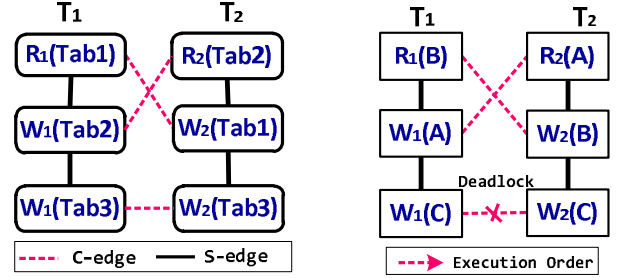 T1 T2
R1(Tab1) R2(Tab2)
W1(Tab2) W2(Tab1)
W1(Tab3) W2(Tab3)
C-edge S-edge
T1 T2
R1(B) R2(A)
W1(A) W2(B)
Deadlock
W1(C) W2(C)
Execution Order